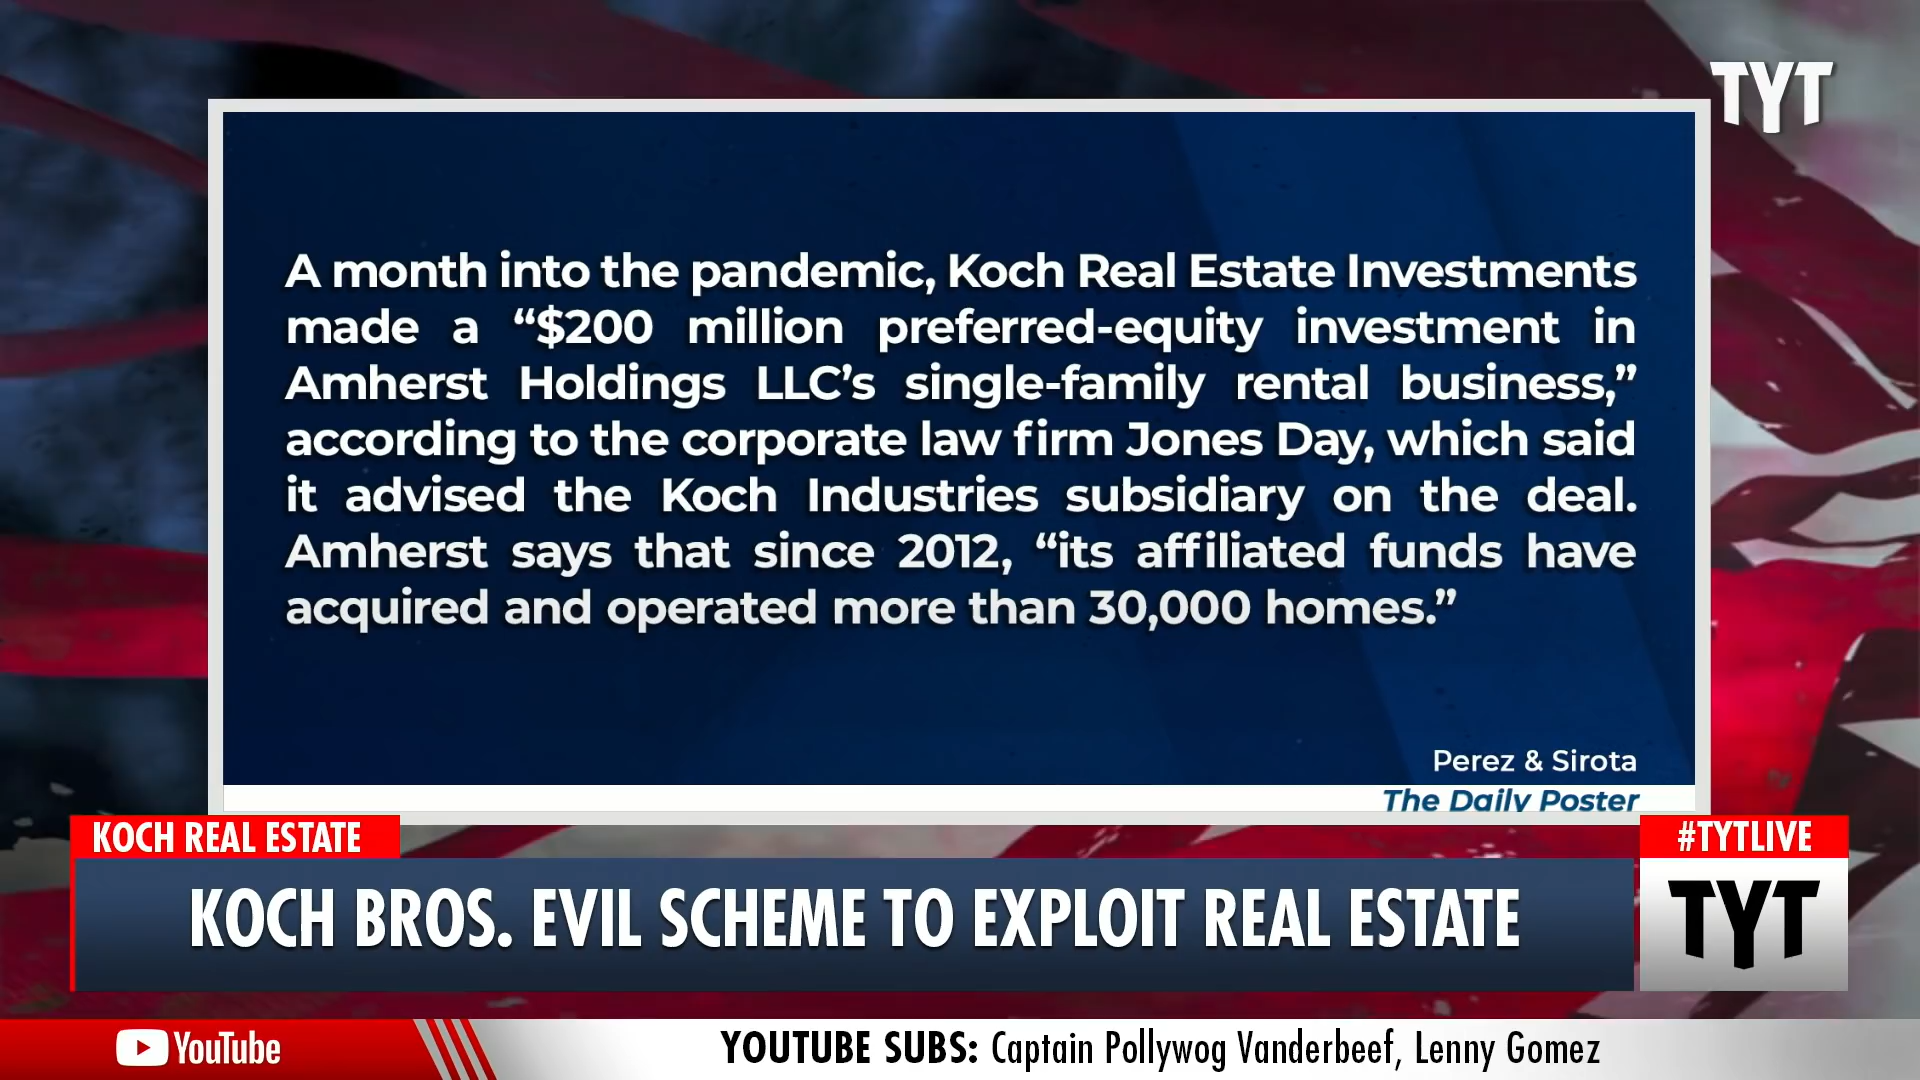 TYT
A month into the pandemic, Koch Real Estate Investments
made a “$200 million preferred-equity investment in
Amherst Holdings LLC’s single-family rental business,”
according to the corporate law firm Jones Day, which said
it advised the Koch Industries subsidiary on the deal.
Amherst says that since 2012, “its affiliated funds have
acquired and operated more than 30,000 homes.”
Perez & Sirota
The Daily Poster
KOCH REAL ESTATE
#TYTLIVE
KOCH BROS. EVIL SCHEME TO EXPLOIT REAL ESTATE
TYT
YouTube
YOUTUBE SUBS: Captain Pollywog Vanderbeef, Lenny Gomez